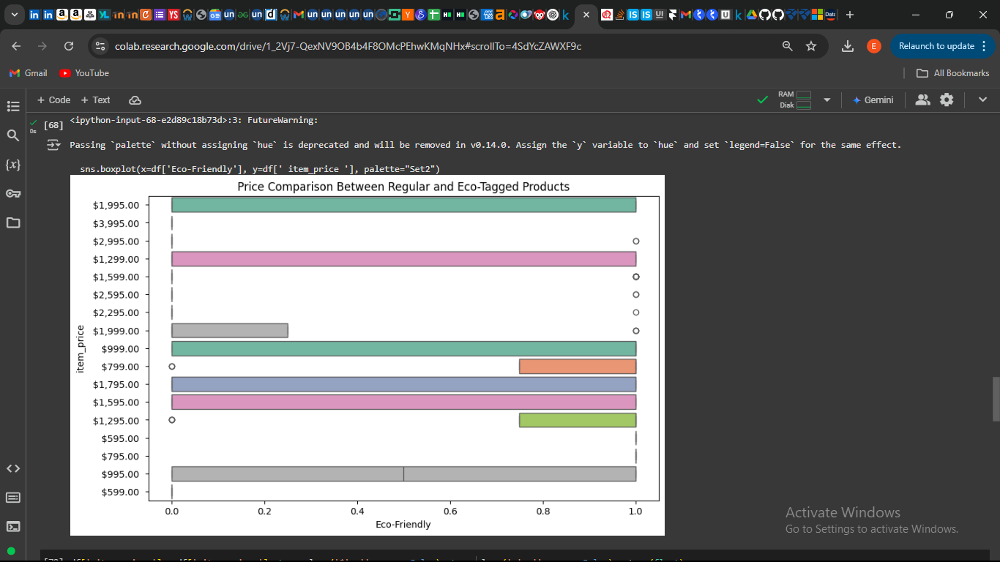 colab.research.google.com/drive/1_2Vj7-QexNV9OB4b4F8OMcPEhwKMqNHx#scrollTo=4SdYcZAWXF9c
Relaunch to update
Gmail
YouTube
All Bookmarks
+ Code + Text
RAM
Disk
Gemini
[68]
0s
<ipython-input-68-e2d89c18b73d>:3: FutureWarning:
Passing `palette` without assigning `hue` is deprecated and will be removed in v0.14.0. Assign the `y` variable to `hue` and set `legend=False` for the same effect.
sns.boxplot(x=df['Eco-Friendly'], y=df[' item_price '], palette="Set2")
Price Comparison Between Regular and Eco-Tagged Products
item_price
$1,995.00
$3,995.00
$2,995.00
$1,299.00
$1,599.00
$2,595.00
$2,295.00
$1,999.00
$999.00
$799.00
$1,795.00
$1,595.00
$1,295.00
$595.00
$795.00
$995.00
$599.00
0.0 0.2 0.4 0.6 0.8 1.0
Eco-Friendly
Activate Windows
Go to Settings to activate Windows.